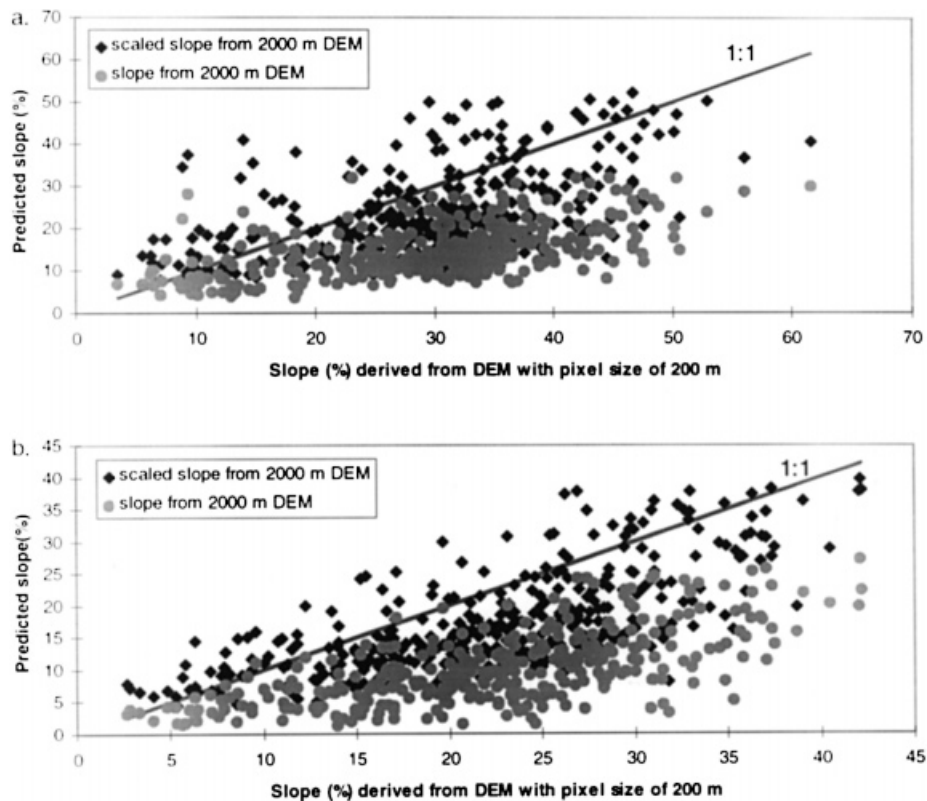 a.
70
60
50
40
30
20
10
0
Predicted slope (%)
scaled slope from 2000 m DEM
slope from 2000 m DEM
1:1
0 10 20 30 40 50 60 70
Slope (%) derived from DEM with pixel size of 200 m
b.
45
40
35
30
25
20
15
10
5
0
Predicted slope(%)
scaled slope from 2000 m DEM
slope from 2000 m DEM
1:1
0 5 10 15 20 25 30 35 40 45
Slope (%) derived from DEM with pixel size of 200 m